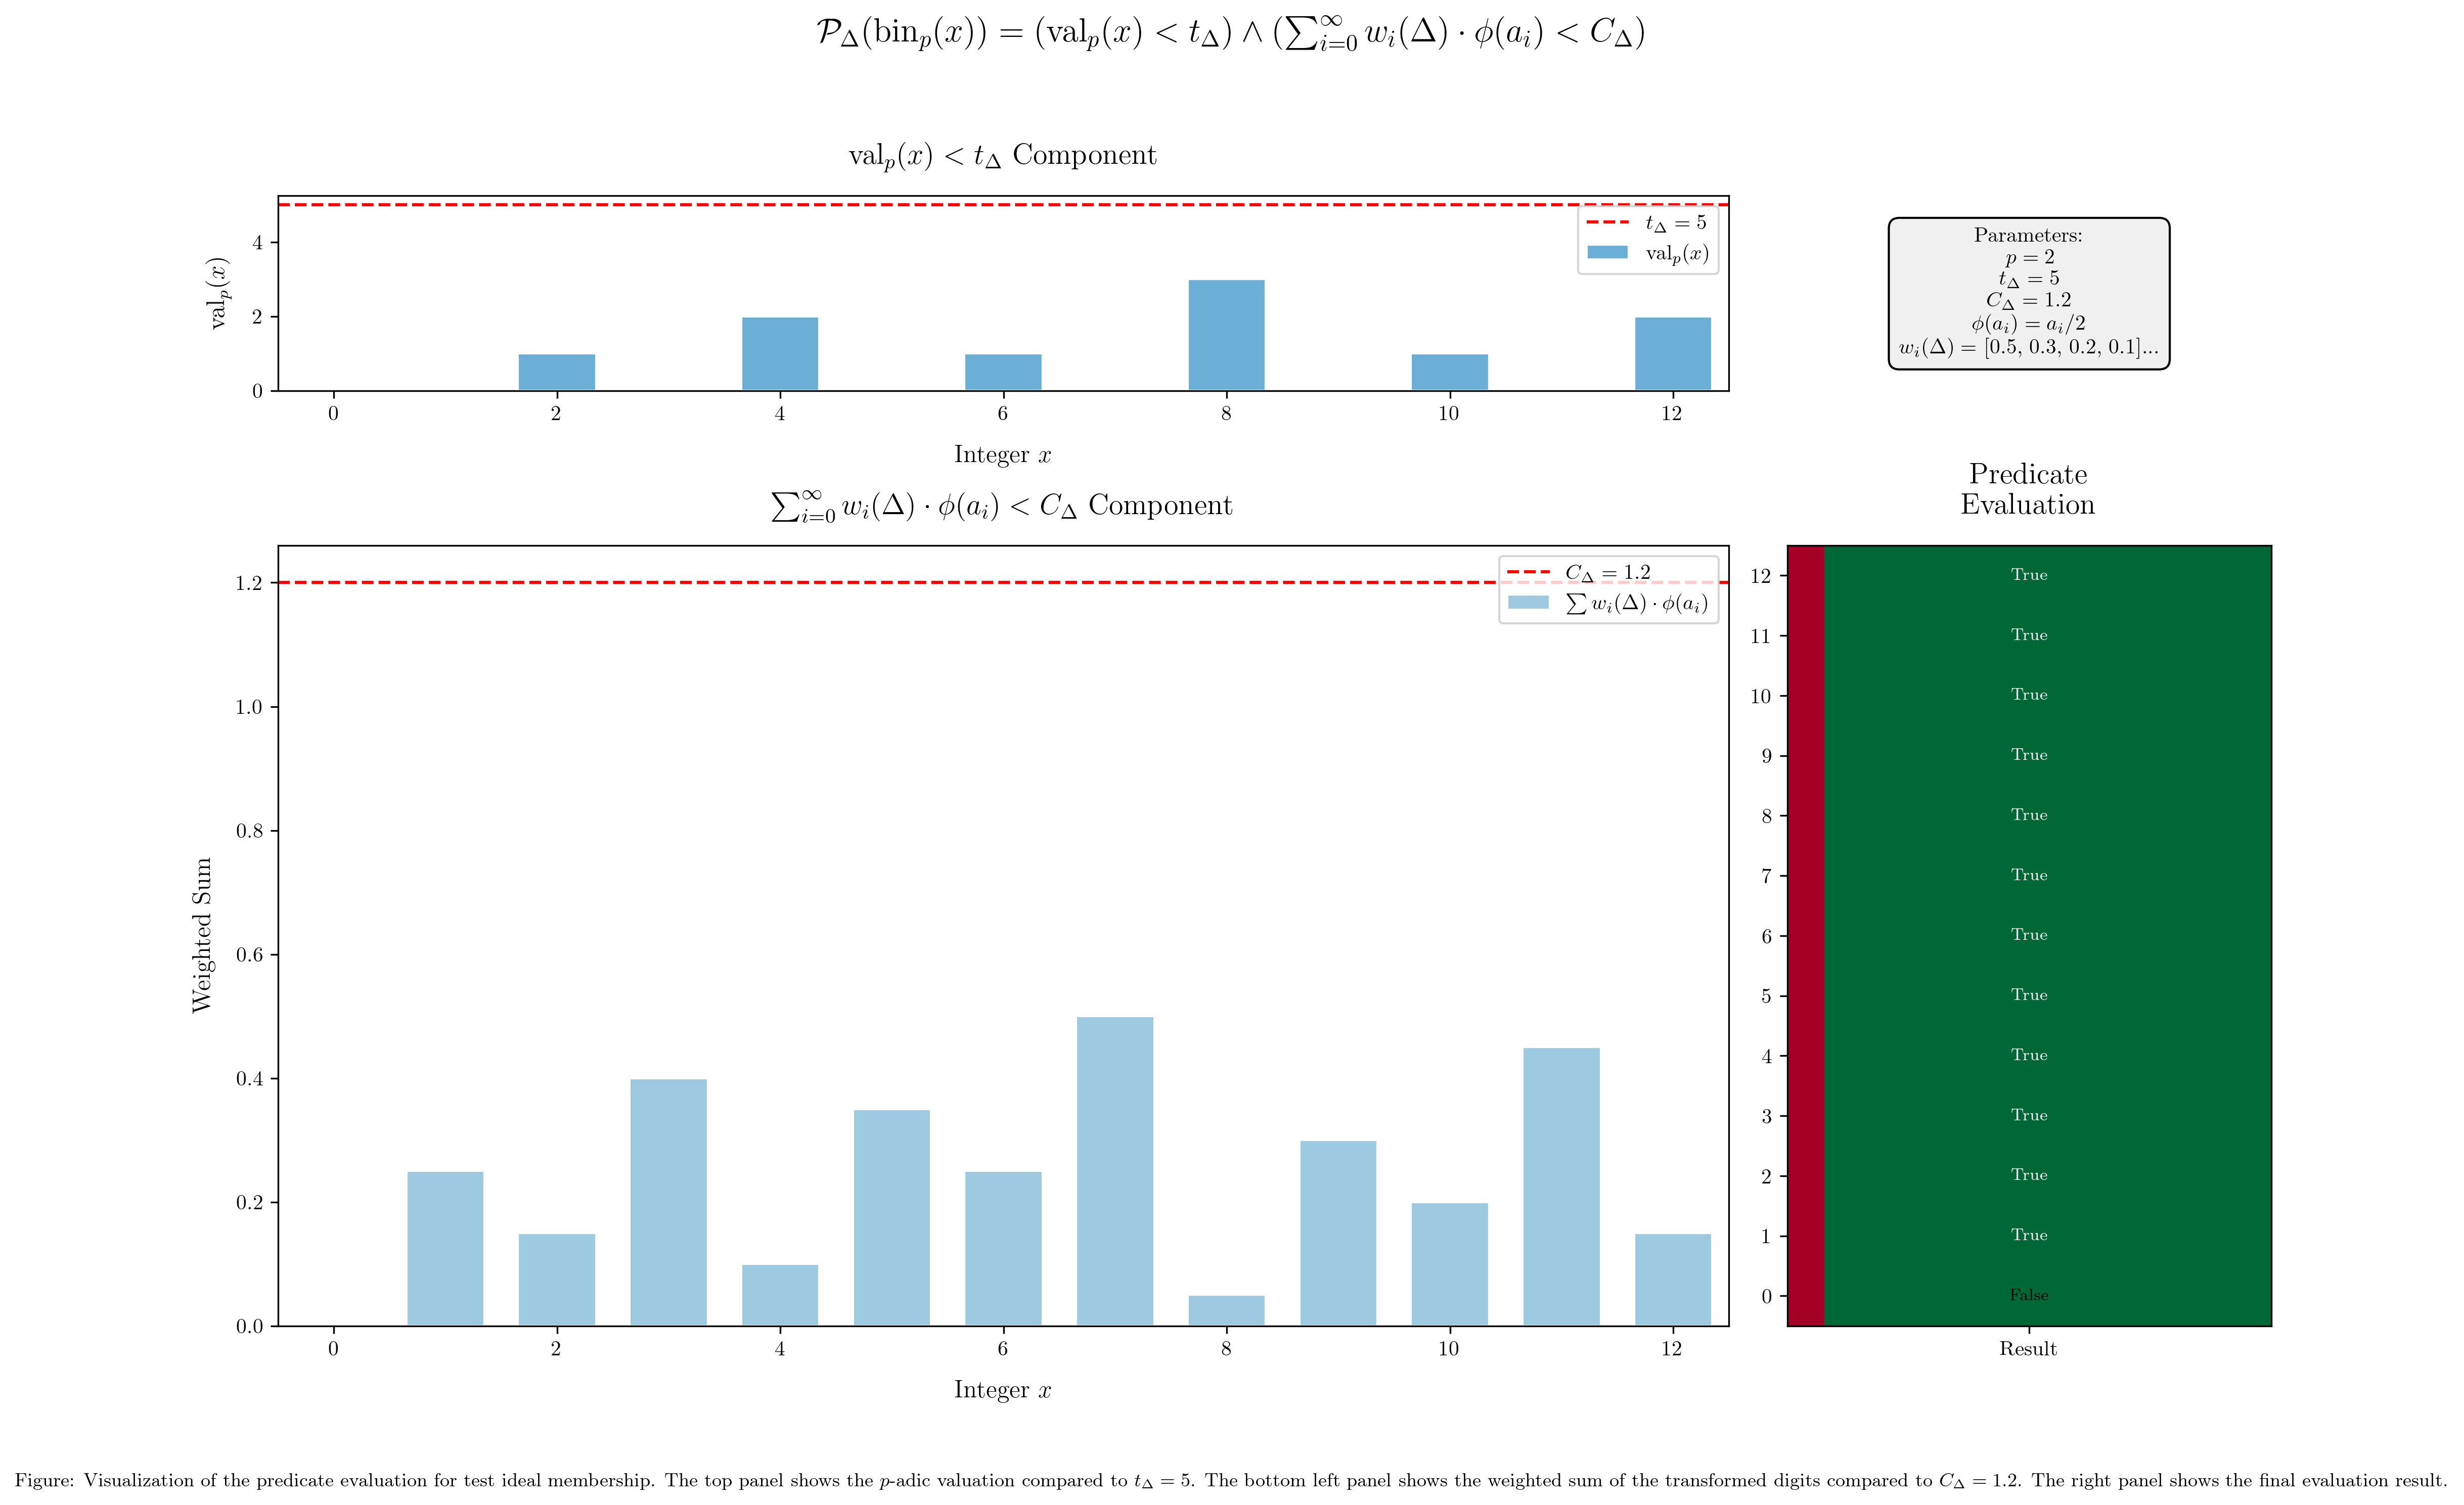 𝒫_Δ(bin_p(x)) = (val_p(x) < t_Δ) ∧ (∑_{i=0}^{∞} w_i(Δ) · ϕ(a_i) < C_Δ)
val_p(x) < t_Δ Component
val_p(x)
4
2
0
t_Δ = 5
val_p(x)
0 2 4 6 8 10 12
Integer x
Parameters:
p = 2
t_Δ = 5
C_Δ = 1.2
ϕ(a_i) = a_i/2
w_i(Δ) = [0.5, 0.3, 0.2, 0.1]...
∑_{i=0}^{∞} w_i(Δ) · ϕ(a_i) < C_Δ Component
Weighted Sum
1.2
1.0
0.8
0.6
0.4
0.2
0.0
C_Δ = 1.2
∑ w_i(Δ) · ϕ(a_i)
0 2 4 6 8 10 12
Integer x
Predicate
Evaluation
12 True
11 True
10 True
9 True
8 True
7 True
6 True
5 True
4 True
3 True
2 True
1 True
0 False
Result
Figure: Visualization of the predicate evaluation for test ideal membership. The top panel shows the p-adic valuation compared to t_Δ = 5. The bottom left panel shows the weighted sum of the transformed digits compared to C_Δ = 1.2. The right panel shows the final evaluation result.